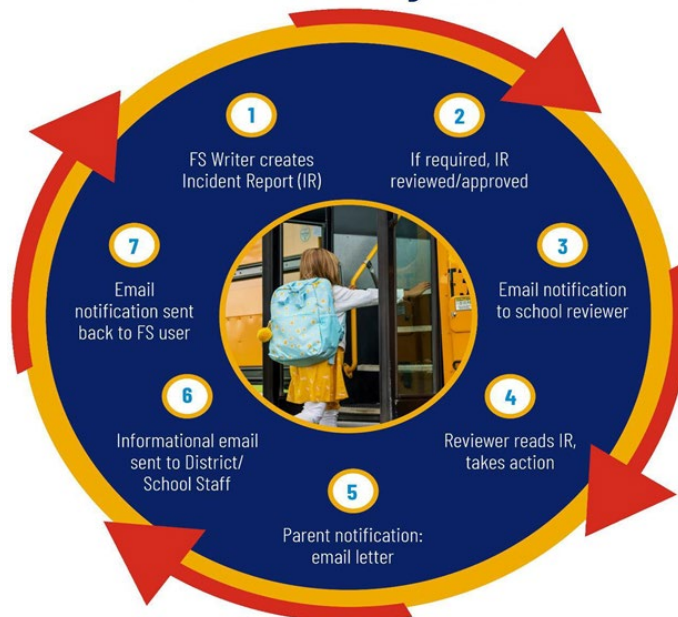 1
FS Writer creates
Incident Report (IR)
2
If required, IR
reviewed/approved
3
Email notification
to school reviewer
4
Reviewer reads IR,
takes action
5
Parent notification:
email letter
6
Informational email
sent to District/
School Staff
7
Email
notification sent
back to FS user